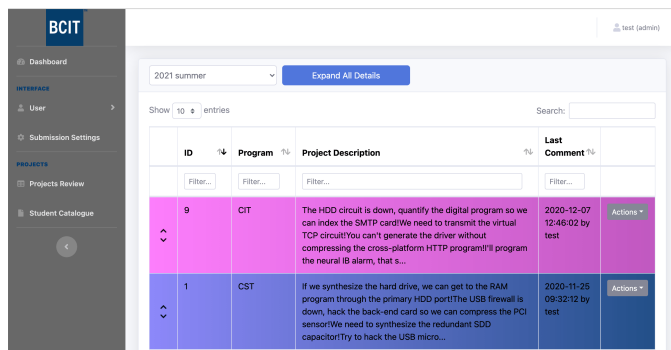 BCIT
test (admin)
Dashboard
INTERFACE
User
Submission Settings
PROJECTS
Projects Review
Student Catalogue
2021 summer
Expand All Details
Show 10 entries
Search:
ID
Program
Project Description
Last
Comment
Filter...
Filter...
Filter...
Filter...
9
CIT
The HDD circuit is down, quantify the digital program so we
can index the SMTP card!We need to transmit the virtual
TCP circuit!You can't generate the driver without
compressing the cross-platform HTTP program!I'll program
the neural IB alarm, that s...
2020-12-07
12:46:02 by
test
Actions
1
CST
If we synthesize the hard drive, we can get to the RAM
program through the primary HDD port!The USB firewall is
down, hack the back-end card so we can compress the PCI
sensor!We need to synthesize the redundant SDD
capacitor!Try to hack the USB micro...
2020-11-25
09:32:12 by
test
Actions